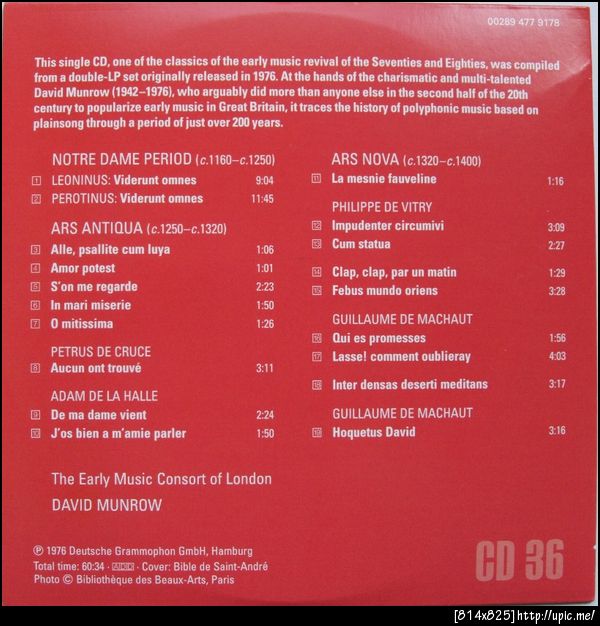 00289 477 9178
This single CD, one of the classics of the early music revival of the Seventies and Eighties, was compiled
from a double-LP set originally released in 1976. At the hands of the charismatic and multi-talented
David Munrow (1942–1976), who arguably did more than anyone else in the second half of the 20th
century to popularize early music in Great Britain, it traces the history of polyphonic music based on
plainsong through a period of just over 200 years.
NOTRE DAME PERIOD (c.1160–c.1250)
1 LEONINUS: Viderunt omnes 9:04
2 PEROTINUS: Viderunt omnes 11:45
ARS ANTIQUA (c.1250–c.1320)
3 Alle, psallite cum luya 1:06
4 Amor potest 1:01
5 S'on me regarde 2:23
6 In mari miserie 1:50
7 O mitissima 1:26
PETRUS DE CRUCE
8 Aucun ont trouvé 3:11
ADAM DE LA HALLE
9 De ma dame vient 2:24
10 J'os bien a m'amie parler 1:50
ARS NOVA (c.1320–c.1400)
11 La mesnie fauveline 1:16
PHILIPPE DE VITRY
12 Impudenter circumivi 3:09
13 Cum statua 2:27
14 Clap, clap, par un matin 1:29
15 Febus mundo oriens 3:28
GUILLAUME DE MACHAUT
16 Qui es promesses 1:56
17 Lasse! comment oublieray 4:03
18 Inter densas deserti meditans 3:17
GUILLAUME DE MACHAUT
19 Hoquetus David 3:16
The Early Music Consort of London
DAVID MUNROW
℗ 1976 Deutsche Grammophon GmbH, Hamburg
Total time: 60:34 · ADD · Cover: Bible de Saint-André
Photo © Bibliothèque des Beaux-Arts, Paris
CD 36
[814x825]http://upic.me/